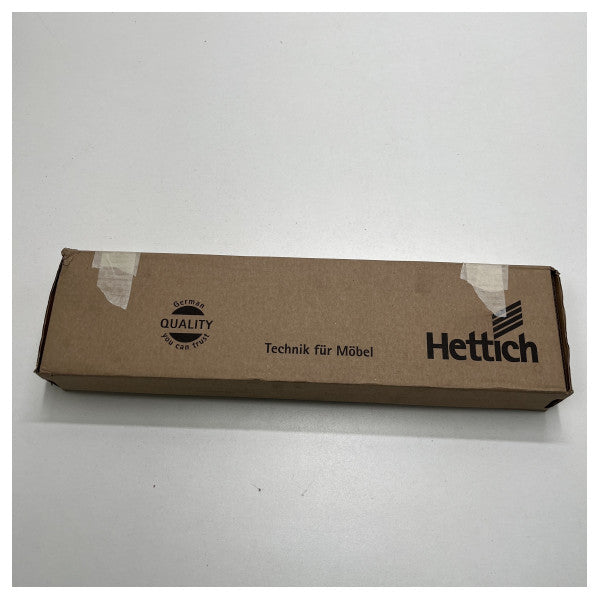 German
QUALITY
you can trust
Technik für Möbel
Hettich